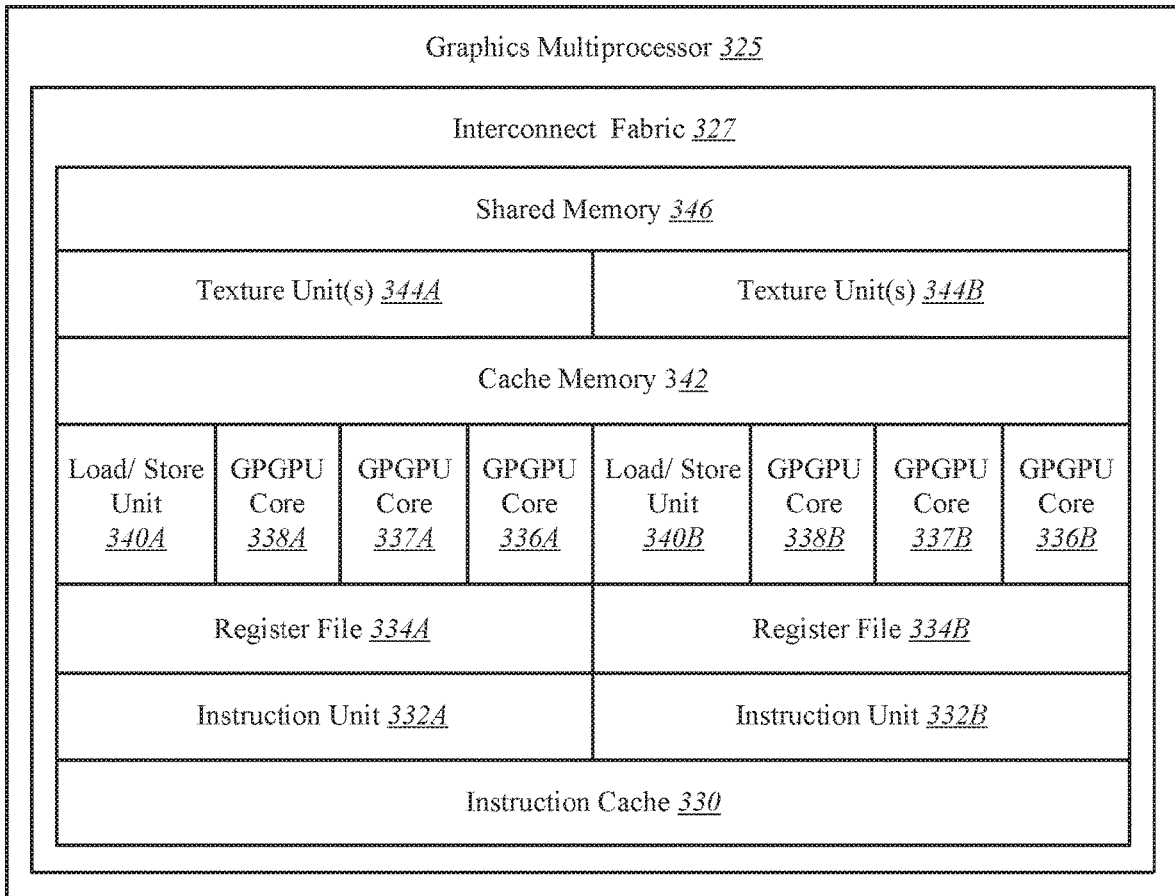 Graphics Multiprocessor 325
Interconnect Fabric 327
Shared Memory 346
Texture Unit(s) 344A
Texture Unit(s) 344B
Cache Memory 342
Load/ Store
Unit
340A
GPGPU
Core
338A
GPGPU
Core
337A
GPGPU
Core
336A
Load/ Store
Unit
340B
GPGPU
Core
338B
GPGPU
Core
337B
GPGPU
Core
336B
Register File 334A
Register File 334B
Instruction Unit 332A
Instruction Unit 332B
Instruction Cache 330